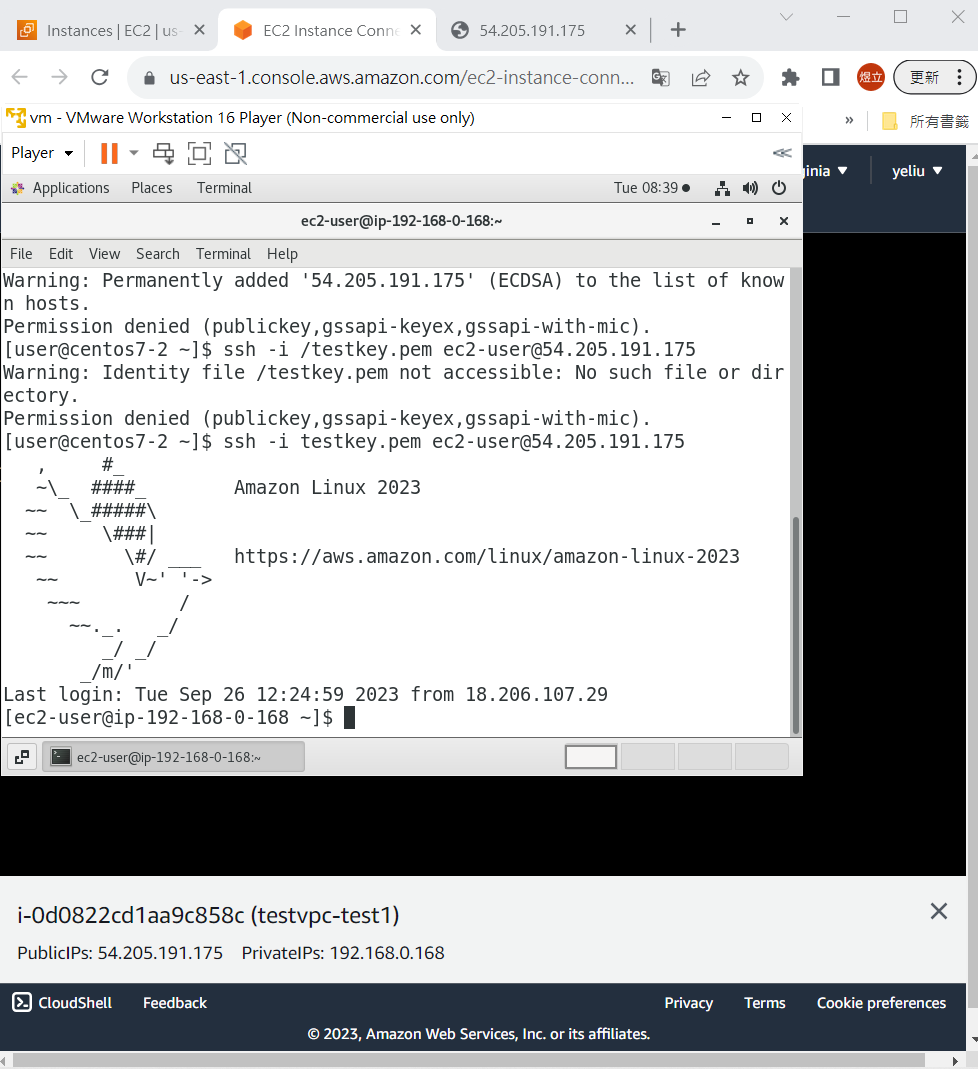 Instances | EC2 | us-
EC2 Instance Conne
54.205.191.175
us-east-1.console.aws.amazon.com/ec2-instance-conn...
煜立
更新
vm - VMware Workstation 16 Player (Non-commercial use only)
»
所有書籤
Player
inia
yeliu
Applications Places Terminal Tue 08:39
ec2-user@ip-192-168-0-168:~
File Edit View Search Terminal Help
Warning: Permanently added '54.205.191.175' (ECDSA) to the list of know
n hosts.
Permission denied (publickey,gssapi-keyex,gssapi-with-mic).
[user@centos7-2 ~]$ ssh -i /testkey.pem ec2-user@54.205.191.175
Warning: Identity file /testkey.pem not accessible: No such file or dir
ectory.
Permission denied (publickey,gssapi-keyex,gssapi-with-mic).
[user@centos7-2 ~]$ ssh -i testkey.pem ec2-user@54.205.191.175
   ,     #_
   ~\_  ####_        Amazon Linux 2023
  ~~  \_#####\
  ~~     \###|
  ~~       \#/ ___   https://aws.amazon.com/linux/amazon-linux-2023
   ~~       V~' '->
    ~~~         /
      ~~._.   _/
         _/ _/
       _/m/'
Last login: Tue Sep 26 12:24:59 2023 from 18.206.107.29
[ec2-user@ip-192-168-0-168 ~]$
ec2-user@ip-192-168-0-168:~
i-0d0822cd1aa9c858c (testvpc-test1)
PublicIPs: 54.205.191.175 PrivateIPs: 192.168.0.168
CloudShell Feedback Privacy Terms Cookie preferences
© 2023, Amazon Web Services, Inc. or its affiliates.